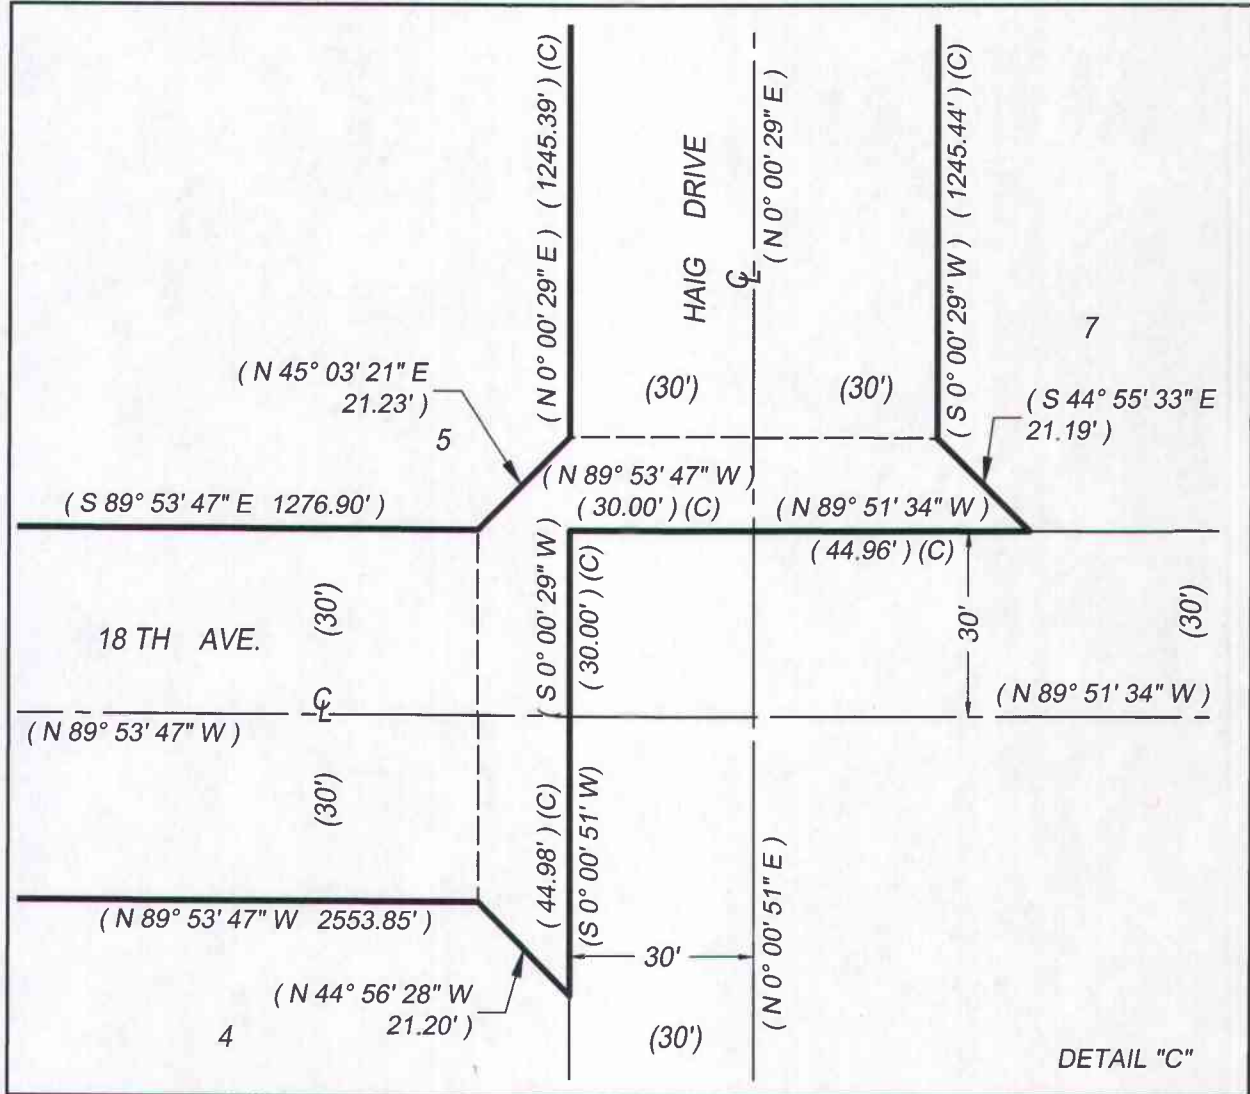 ( N 0° 00' 29" E ) ( 1245.39' ) (C)
HAIG DRIVE
℄
( N 0° 00' 29" E )
( S 0° 00' 29" W ) ( 1245.44' ) (C)
7
( N 45° 03' 21" E
21.23' )
5
(30')
(30')
( S 44° 55' 33" E
21.19' )
( S 89° 53' 47" E 1276.90' )
(N 89° 53' 47" W )
( 30.00' ) (C)
( N 89° 51' 34" W )
( 44.96' ) (C)
( S 0° 00' 29" W )
( 30.00' ) (C)
18 TH AVE.
(30')
30'
(30')
℄
( N 89° 53' 47" W )
( N 89° 51' 34" W )
(30')
( 44.98' ) (C)
(S 0° 00' 51" W)
( N 0° 00' 51" E )
( N 89° 53' 47" W 2553.85' )
30'
( N 44° 56' 28" W
21.20' )
4
(30')
DETAIL "C"